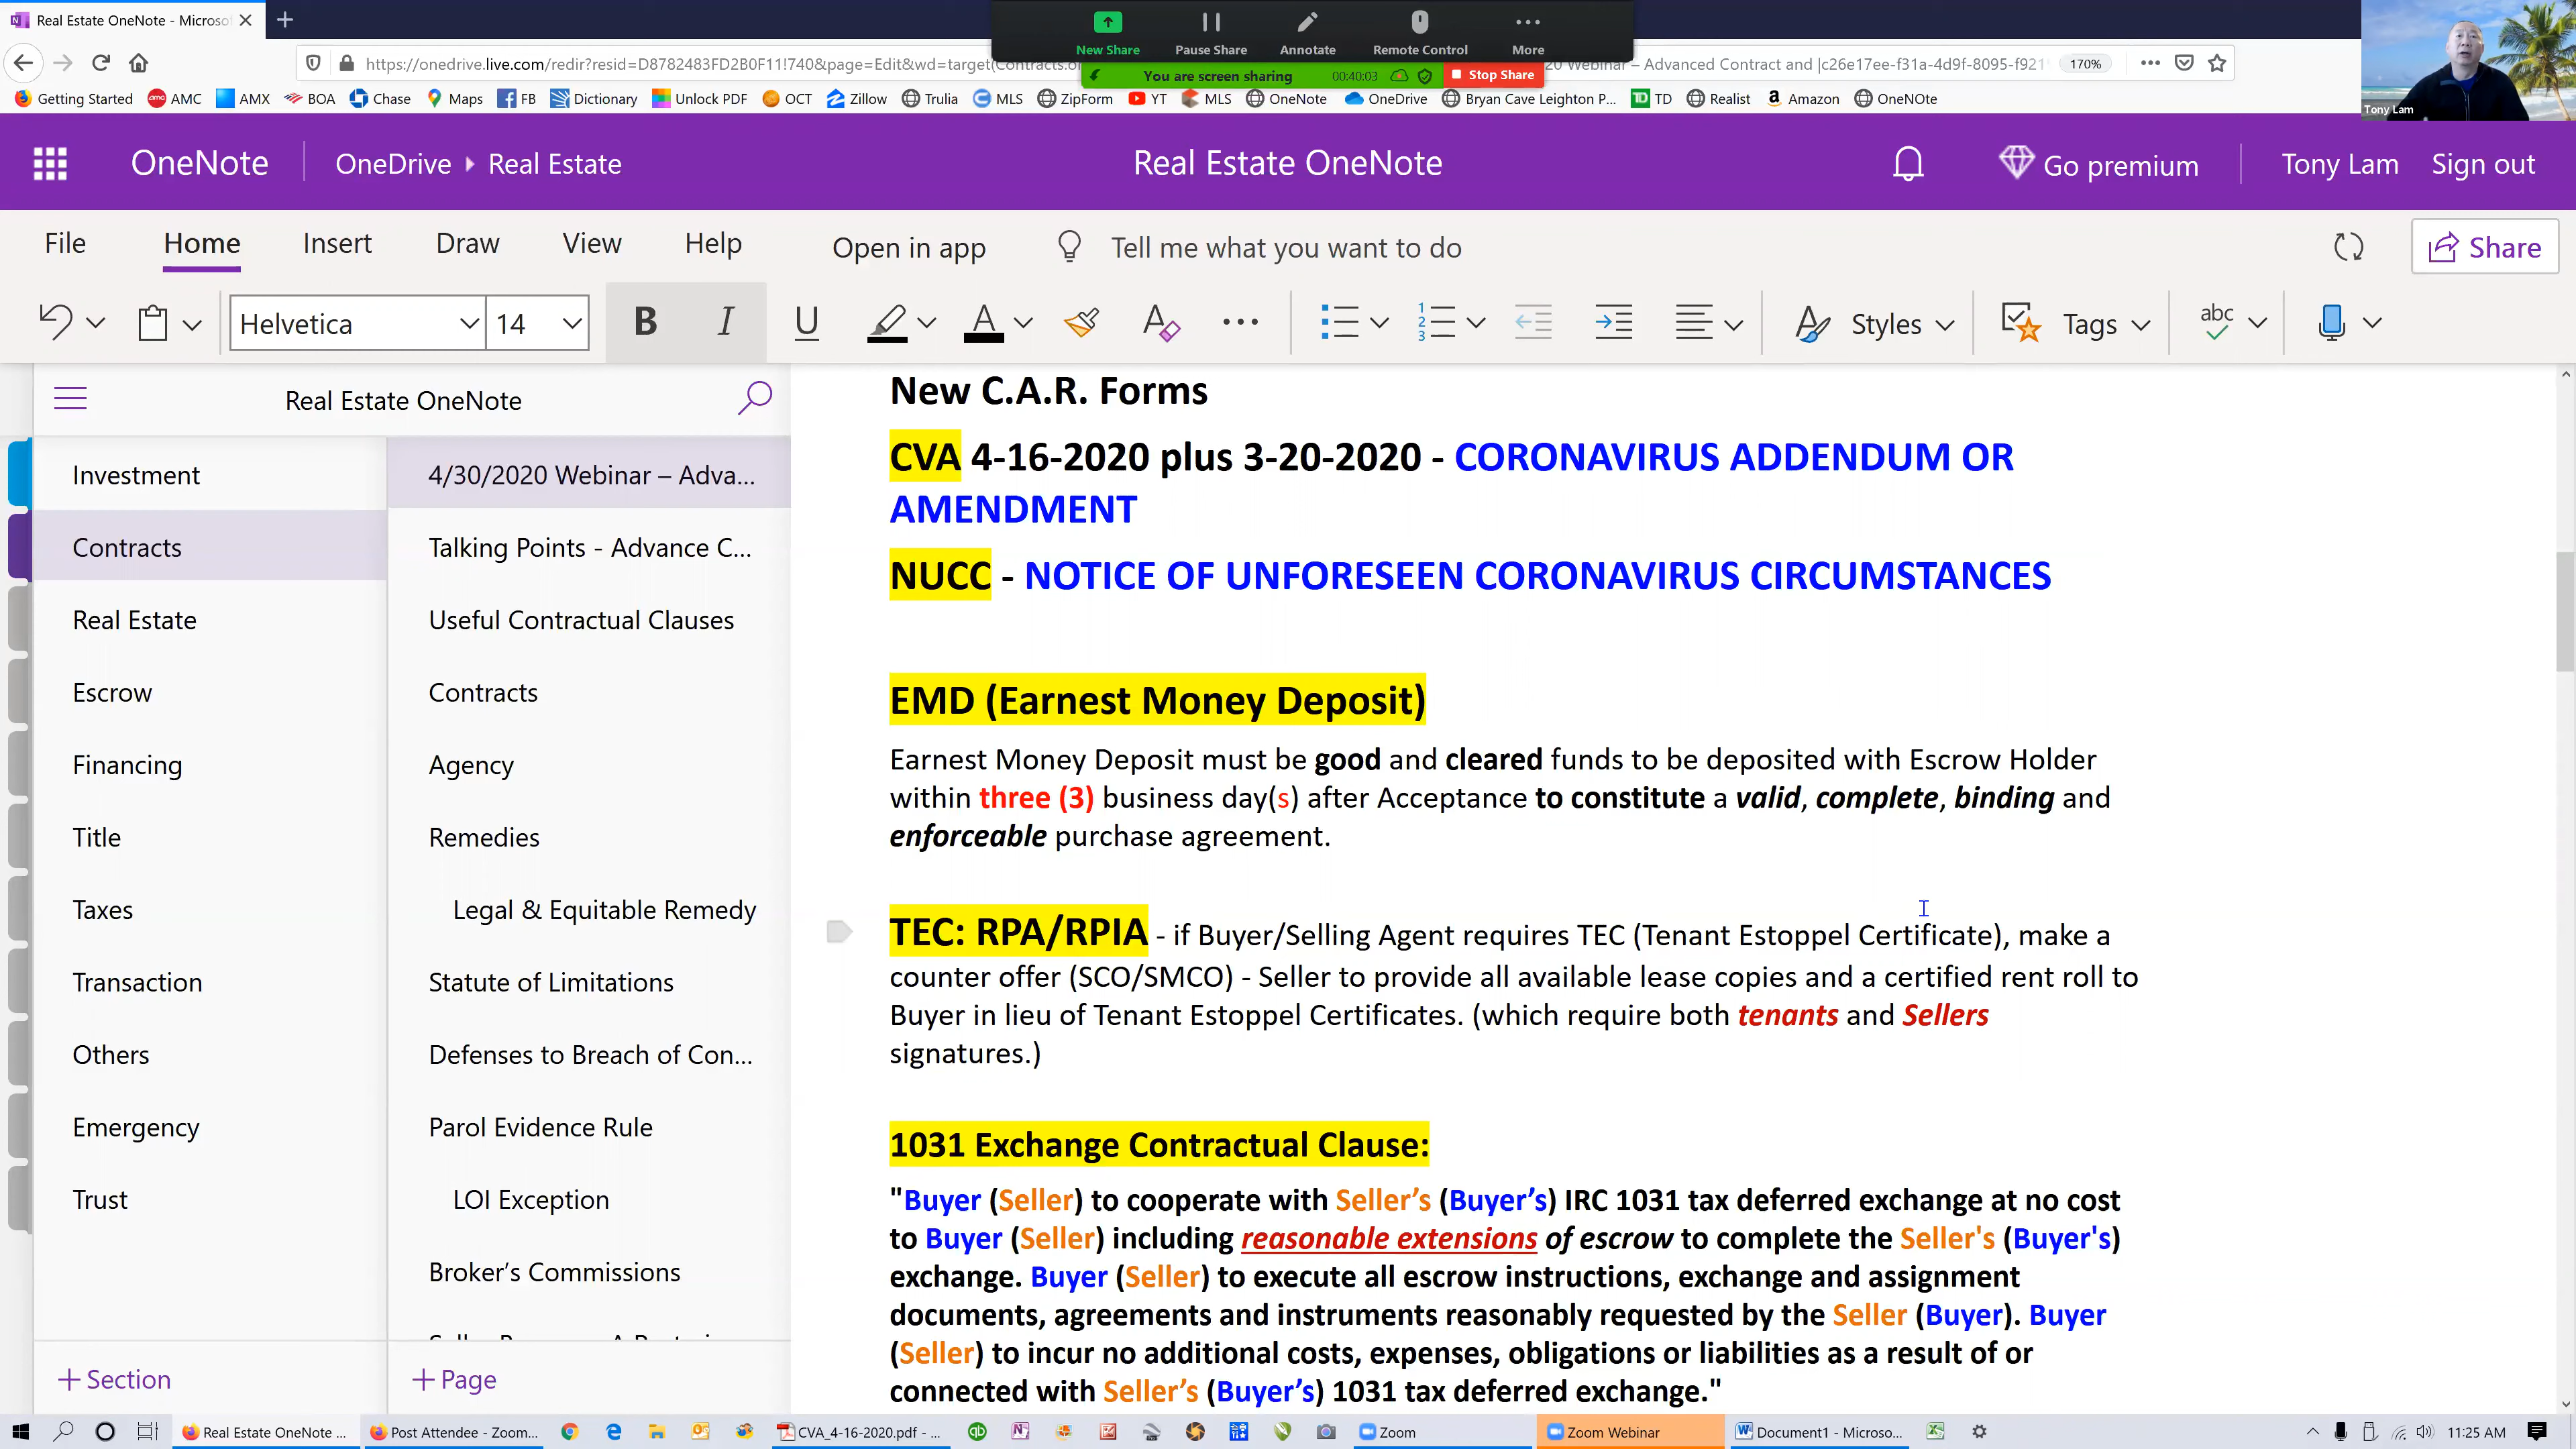 Real Estate OneNote - Microso
New Share
Pause Share
Annotate
Remote Control
More
https://onedrive.live.com/redir?resid=D8782483FD2B0F11!740&page=Edit&wd=target(Contracts.o
You are screen sharing
00:40:03
Stop Share
0 Webinar – Advanced Contract and |c26e17ee-f31a-4d9f-8095-f921
170%
Getting Started AMC AMX BOA Chase Maps FB Dictionary Unlock PDF OCT Zillow Trulia MLS ZipForm YT MLS OneNote OneDrive Bryan Cave Leighton P... TD Realist Amazon OneNOte
Tony Lam
OneNote OneDrive Real Estate
Real Estate OneNote
Go premium
Tony Lam Sign out
File Home Insert Draw View Help Open in app Tell me what you want to do
Share
Helvetica 14 B I U A
Styles Tags abc
Real Estate OneNote
Investment
Contracts
Real Estate
Escrow
Financing
Title
Taxes
Transaction
Others
Emergency
Trust
+ Section
4/30/2020 Webinar – Adva...
Talking Points - Advance C...
Useful Contractual Clauses
Contracts
Agency
Remedies
Legal & Equitable Remedy
Statute of Limitations
Defenses to Breach of Con...
Parol Evidence Rule
LOI Exception
Broker's Commissions
+ Page
New C.A.R. Forms
CVA 4-16-2020 plus 3-20-2020 - CORONAVIRUS ADDENDUM OR
AMENDMENT
NUCC - NOTICE OF UNFORESEEN CORONAVIRUS CIRCUMSTANCES
EMD (Earnest Money Deposit)
Earnest Money Deposit must be good and cleared funds to be deposited with Escrow Holder
within three (3) business day(s) after Acceptance to constitute a valid, complete, binding and
enforceable purchase agreement.
TEC: RPA/RPIA - if Buyer/Selling Agent requires TEC (Tenant Estoppel Certificate), make a
counter offer (SCO/SMCO) - Seller to provide all available lease copies and a certified rent roll to
Buyer in lieu of Tenant Estoppel Certificates. (which require both tenants and Sellers
signatures.)
1031 Exchange Contractual Clause:
"Buyer (Seller) to cooperate with Seller’s (Buyer’s) IRC 1031 tax deferred exchange at no cost
to Buyer (Seller) including reasonable extensions of escrow to complete the Seller's (Buyer's)
exchange. Buyer (Seller) to execute all escrow instructions, exchange and assignment
documents, agreements and instruments reasonably requested by the Seller (Buyer). Buyer
(Seller) to incur no additional costs, expenses, obligations or liabilities as a result of or
connected with Seller’s (Buyer’s) 1031 tax deferred exchange."
Real Estate OneNote ...
Post Attendee - Zoom...
CVA_4-16-2020.pdf - ...
Zoom
Zoom Webinar
Document1 - Microso...
11:25 AM